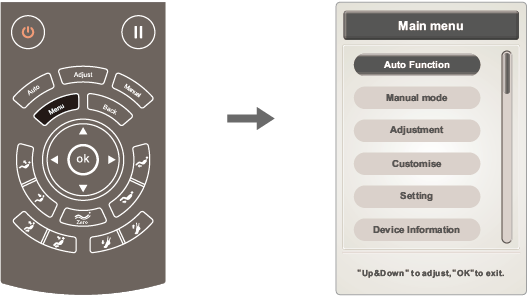 Adjust
Auto
Manual
Menu
Back
ok
Zero
Main menu
Auto Function
Manual mode
Adjustment
Customise
Setting
Device Information
"Up&Down" to adjust,"OK"to exit.